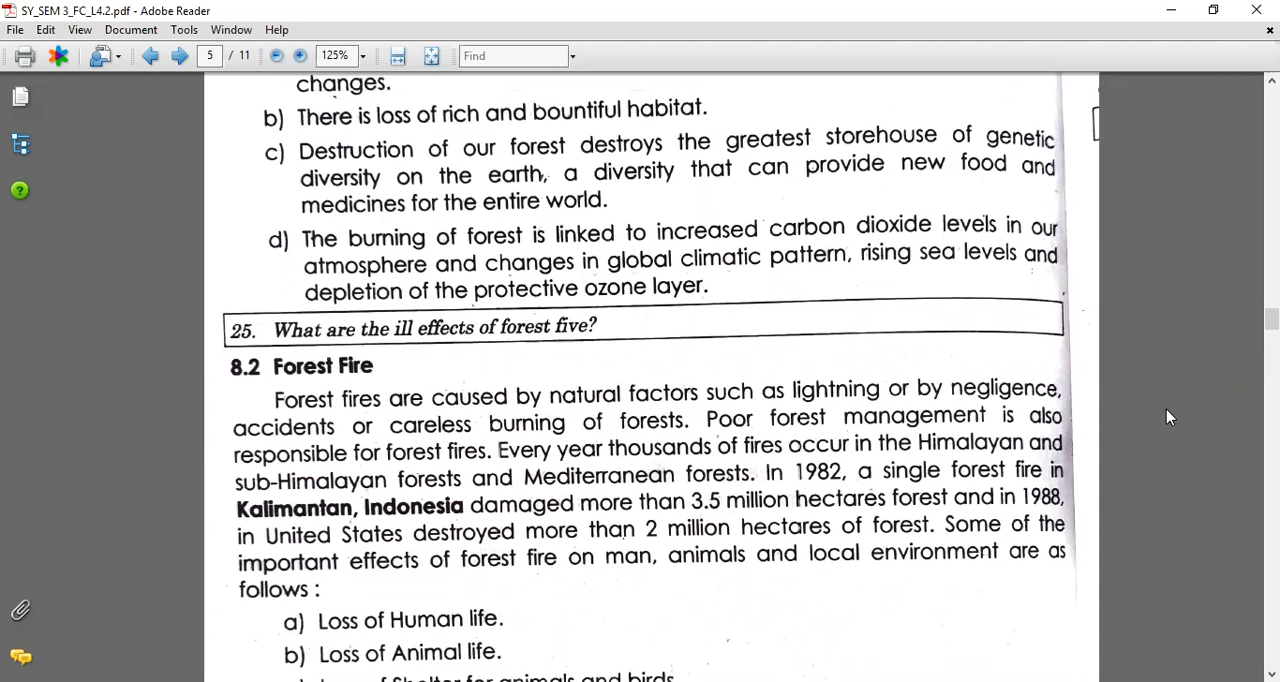 SY_SEM 3_FC_L4.2.pdf - Adobe Reader
File Edit View Document Tools Window Help
5 / 11 125% Find
changes.
b) There is loss of rich and bountiful habitat.
c) Destruction of our forest destroys the greatest storehouse of genetic
diversity on the earth, a diversity that can provide new food and
medicines for the entire world.
d) The burning of forest is linked to increased carbon dioxide levels in our
atmosphere and changes in global climatic pattern, rising sea levels and
depletion of the protective ozone layer.
25. What are the ill effects of forest five?
8.2 Forest Fire
Forest fires are caused by natural factors such as lightning or by negligence,
accidents or careless burning of forests. Poor forest management is also
responsible for forest fires. Every year thousands of fires occur in the Himalayan and
sub-Himalayan forests and Mediterranean forests. In 1982, a single forest fire in
Kalimantan, Indonesia damaged more than 3.5 million hectares forest and in 1988,
in United States destroyed more than 2 million hectares of forest. Some of the
important effects of forest fire on man, animals and local environment are as
follows :
a) Loss of Human life.
b) Loss of Animal life.
of Shelter for animals and birds